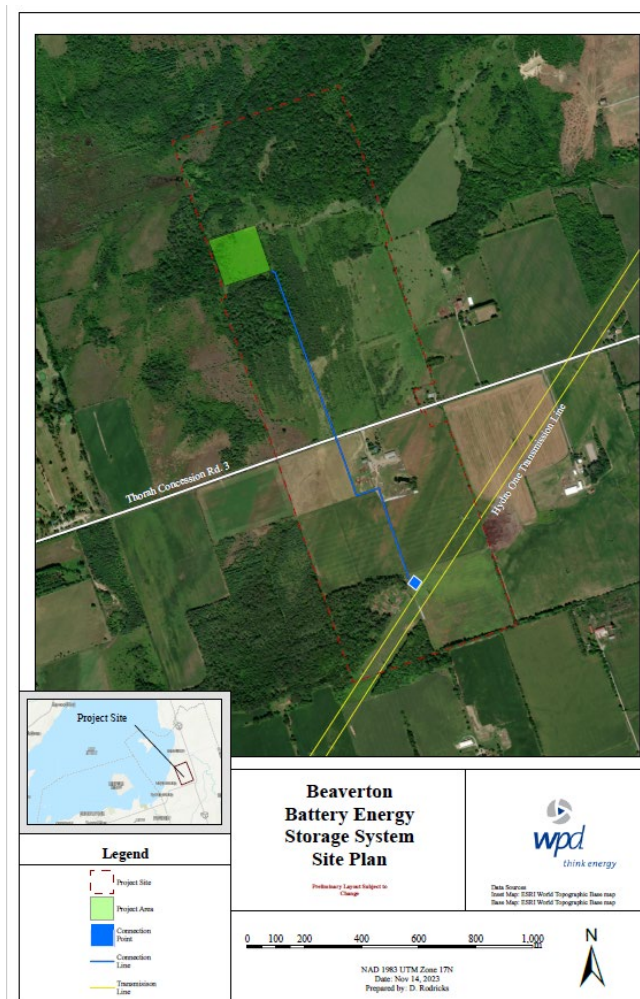 Thorah Concession Rd. 3
Hydro One Transmission Line
Project Site
Legend
Project Site
Project Area
Connection
Point
Connection
Line
Transmisison
Line
Beaverton
Battery Energy
Storage System
Site Plan
Preliminary Layout Subject to
Change
wpd
think energy
Data Sources
Inset Map: ESRI World Topographic Base map
Base Map: ESRI World Topographic Base map
0 100 200 400 600 800 1,000
m
N
NAD 1983 UTM Zone 17N
Date: Nov 14, 2023
Prepared by: D. Rodricks